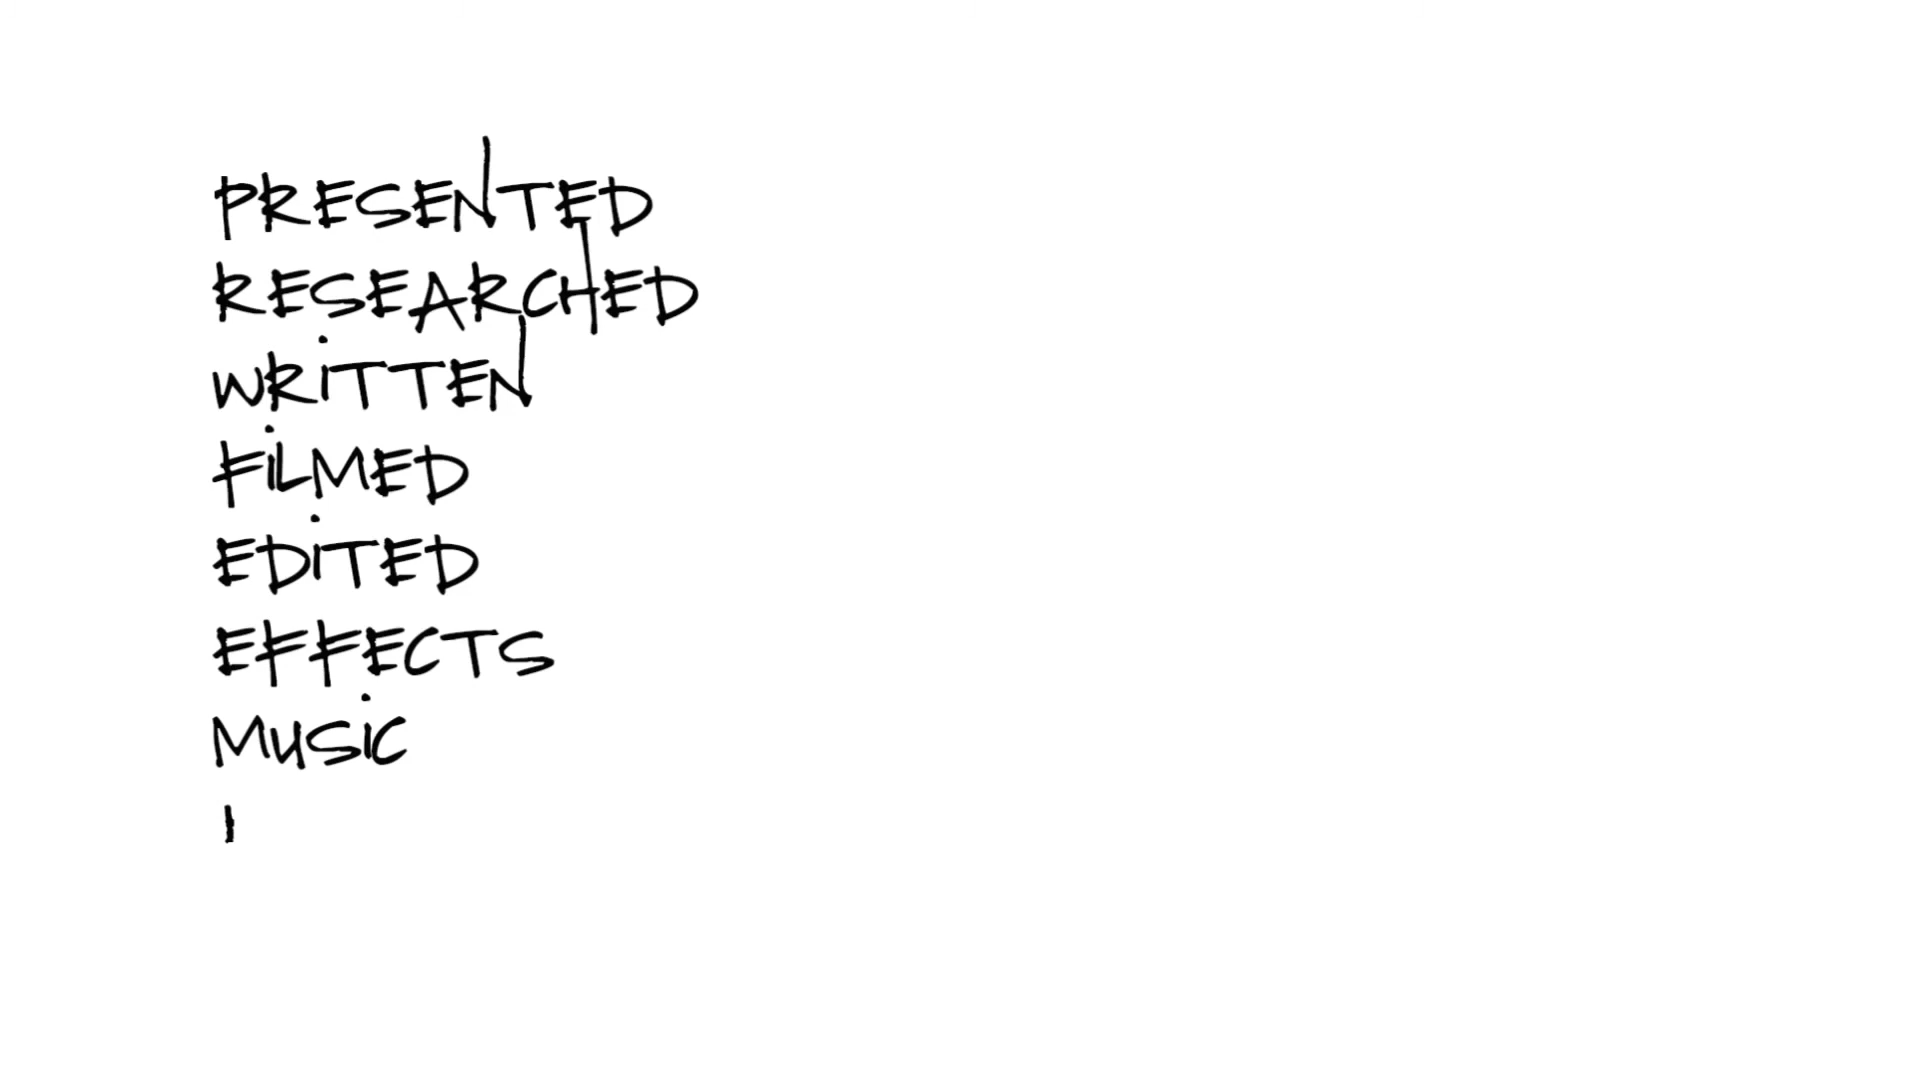 PRESENTED
RESEARCHED
WRiTTEN
FiLMED
EDiTED
EFFECTS
MUSiC